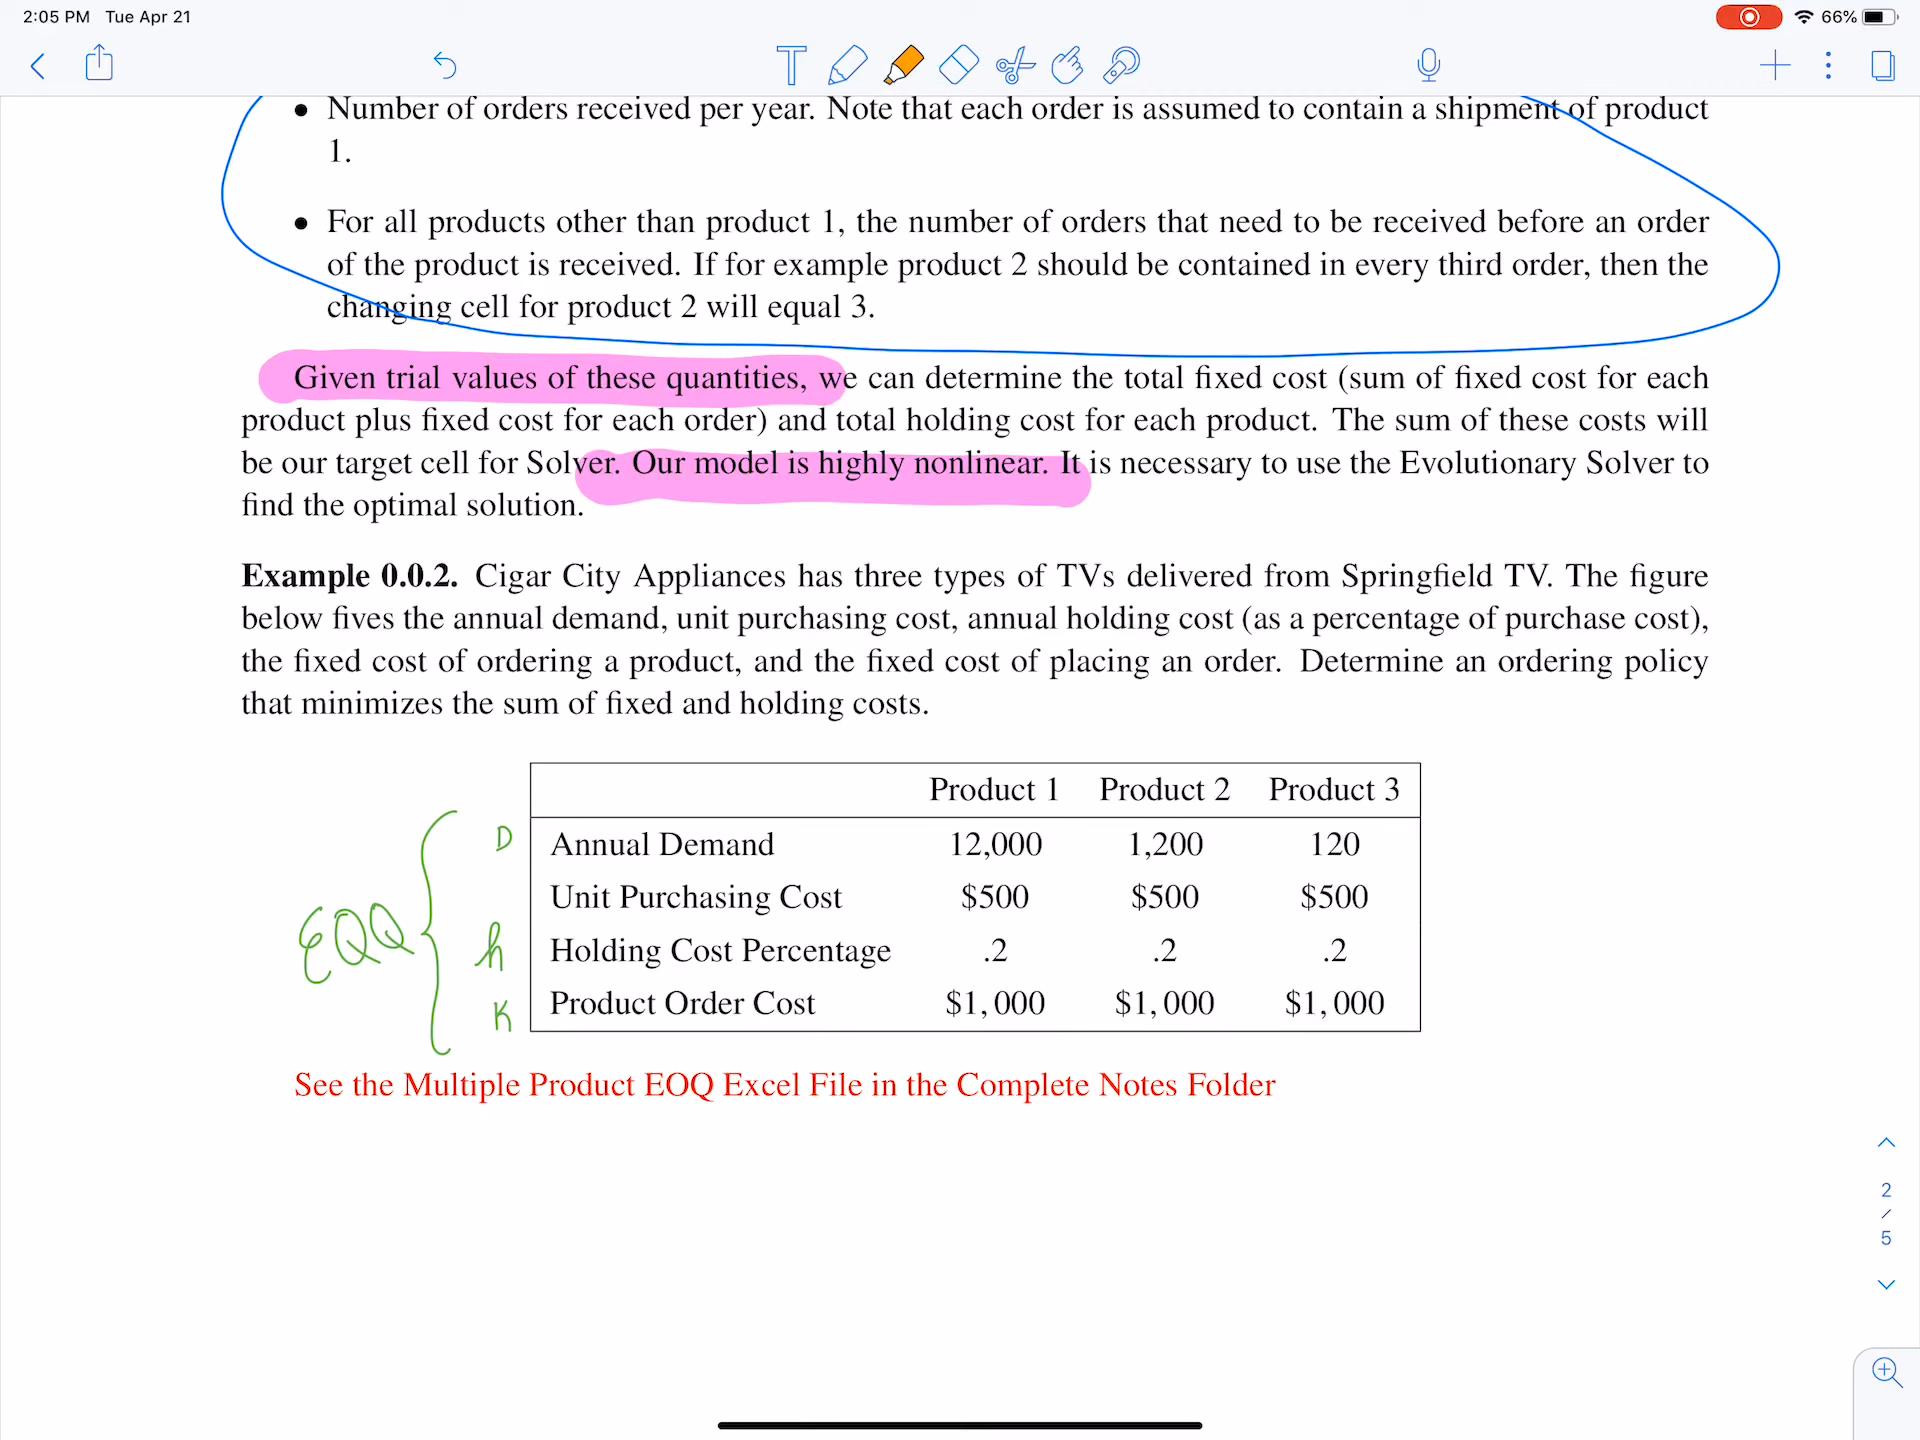 2:05 PM Tue Apr 21
66%
• Number of orders received per year. Note that each order is assumed to contain a shipment of product
1.
• For all products other than product 1, the number of orders that need to be received before an order
of the product is received. If for example product 2 should be contained in every third order, then the
changing cell for product 2 will equal 3.
Given trial values of these quantities, we can determine the total fixed cost (sum of fixed cost for each
product plus fixed cost for each order) and total holding cost for each product. The sum of these costs will
be our target cell for Solver. Our model is highly nonlinear. It is necessary to use the Evolutionary Solver to
find the optimal solution.
Example 0.0.2. Cigar City Appliances has three types of TVs delivered from Springfield TV. The figure
below fives the annual demand, unit purchasing cost, annual holding cost (as a percentage of purchase cost),
the fixed cost of ordering a product, and the fixed cost of placing an order. Determine an ordering policy
that minimizes the sum of fixed and holding costs.
Product 1 Product 2 Product 3
D Annual Demand 12,000 1,200 120
Unit Purchasing Cost $500 $500 $500
EQQ h Holding Cost Percentage .2 .2 .2
K Product Order Cost $1,000 $1,000 $1,000
See the Multiple Product EOQ Excel File in the Complete Notes Folder
2
/
5